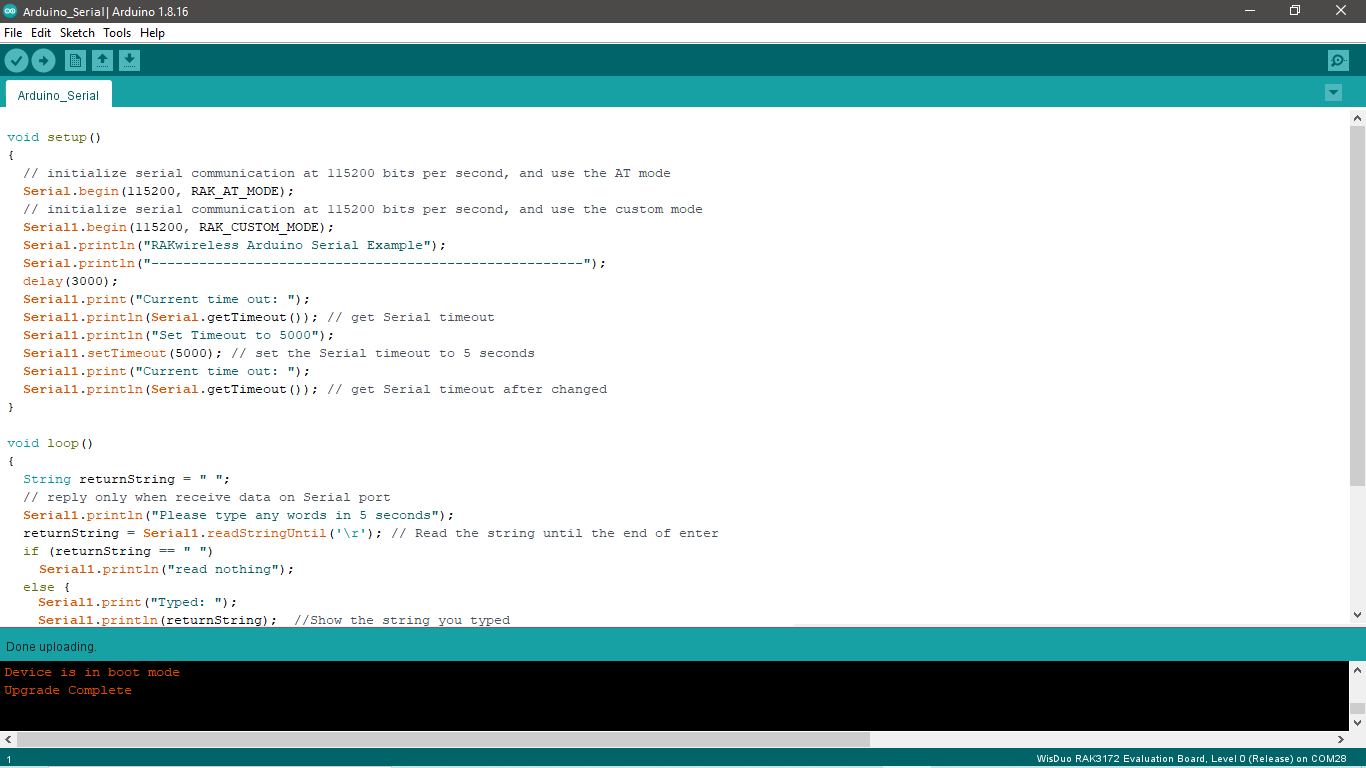 Arduino_Serial | Arduino 1.8.16
File Edit Sketch Tools Help
Arduino_Serial
void setup()
{
  // initialize serial communication at 115200 bits per second, and use the AT mode
  Serial.begin(115200, RAK_AT_MODE);
  // initialize serial communication at 115200 bits per second, and use the custom mode
  Serial1.begin(115200, RAK_CUSTOM_MODE);
  Serial.println("RAKwireless Arduino Serial Example");
  Serial.println("------------------------------------------------------");
  delay(3000);
  Serial1.print("Current time out: ");
  Serial1.println(Serial.getTimeout()); // get Serial timeout
  Serial1.println("Set Timeout to 5000");
  Serial1.setTimeout(5000); // set the Serial timeout to 5 seconds
  Serial1.print("Current time out: ");
  Serial1.println(Serial.getTimeout()); // get Serial timeout after changed
}
void loop()
{
  String returnString = " ";
  // reply only when receive data on Serial port
  Serial1.println("Please type any words in 5 seconds");
  returnString = Serial1.readStringUntil('\r'); // Read the string until the end of enter
  if (returnString == " ")
    Serial1.println("read nothing");
  else {
    Serial1.print("Typed: ");
    Serial1.println(returnString);  //Show the string you typed
Done uploading.
Device is in boot mode
Upgrade Complete
1
WisDuo RAK3172 Evaluation Board, Level 0 (Release) on COM28